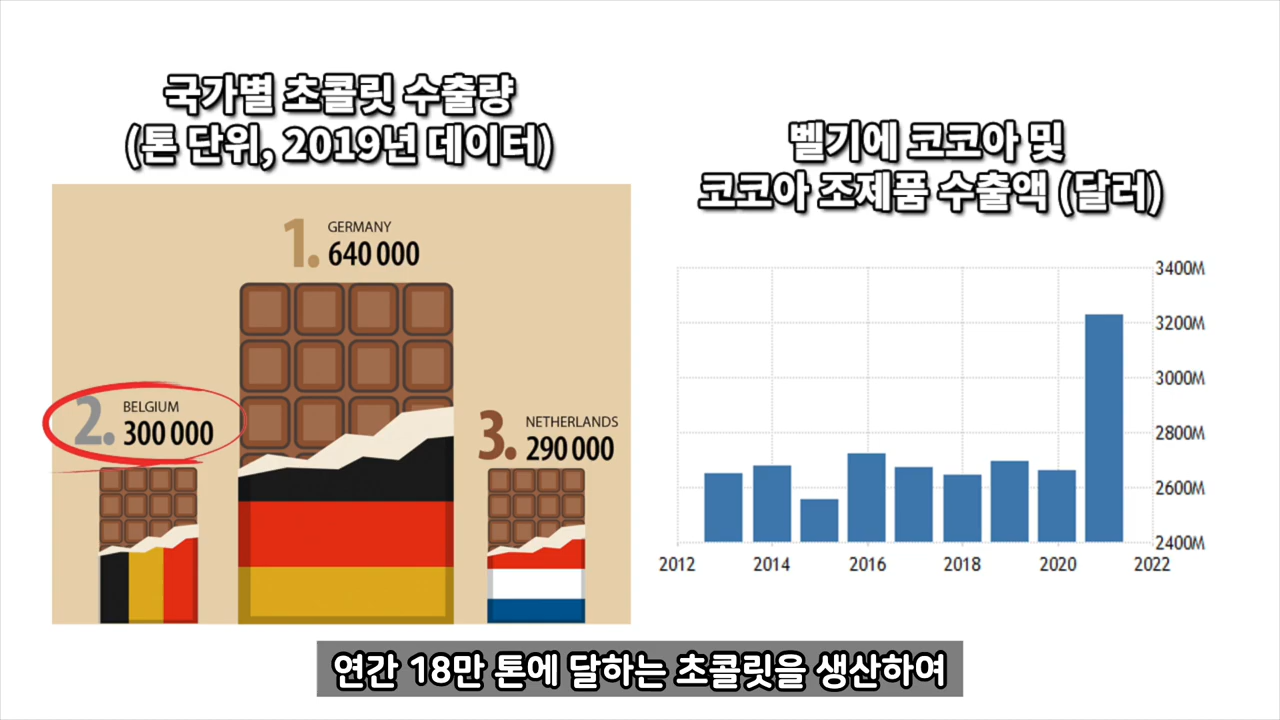 국가별 초콜릿 수출량
(톤 단위, 2019년 데이터)
1. GERMANY
640 000
2. BELGIUM
300 000
3. NETHERLANDS
290 000
벨기에 코코아 및
코코아 조제품 수출액 (달러)
3400M
3200M
3000M
2800M
2600M
2400M
2012 2014 2016 2018 2020 2022
연간 18만 톤에 달하는 초콜릿을 생산하여